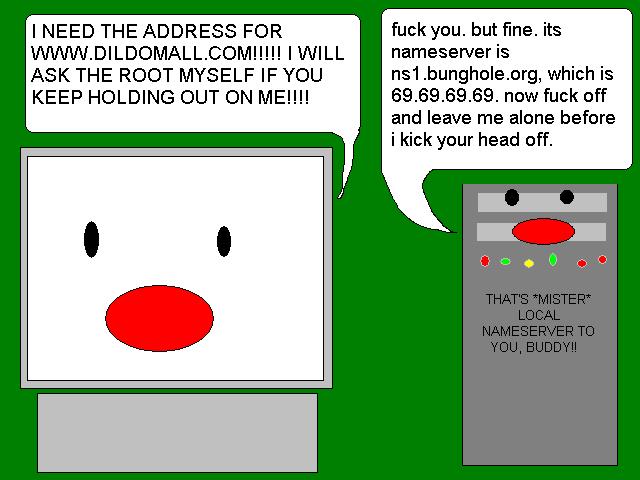 I NEED THE ADDRESS FOR
WWW.DILDOMALL.COM!!!!! I WILL
ASK THE ROOT MYSELF IF YOU
KEEP HOLDING OUT ON ME!!!!
fuck you. but fine. its
nameserver is
ns1.bunghole.org, which is
69.69.69.69. now fuck off
and leave me alone before
i kick your head off.
THAT'S *MISTER*
LOCAL
NAMESERVER TO
YOU, BUDDY!!